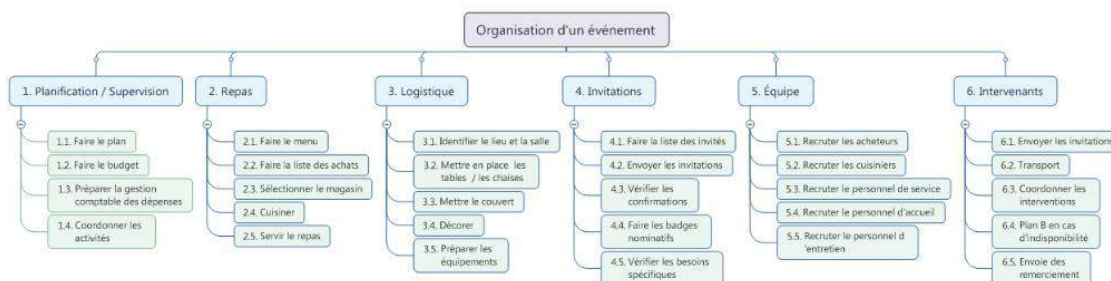 Organisation d'un événement
1. Planification / Supervision
1.1. Faire le plan
1.2. Faire le budget
1.3. Préparer la gestion
comptable des dépenses
1.4. Coordonner les
activités
2. Repas
2.1. Faire le menu
2.2. Faire la liste des achats
2.3. Sélectionner le magasin
2.4. Cuisiner
2.5. Servir le repas
3. Logistique
3.1. Identifier le lieu et la salle
3.2. Mettre en place les
tables / les chaises
3.3. Mettre le couvert
3.4. Décorer
3.5. Préparer les
équipements
4. Invitations
4.1. Faire la liste des invités
4.2. Envoyer les invitations
4.3. Vérifier les
confirmations
4.4. Faire les badges
nominatifs
4.5. Vérifier les besoins
spécifiques
5. Équipe
5.1. Recruter les acheteurs
5.2. Recruter les cuisiniers
5.3. Recruter le personnel de service
5.4. Recruter le personnel d'accueil
5.5. Recruter le personnel d
'entretien
6. Intervenants
6.1. Envoyer les invitations
6.2. Transport
6.3. Coordonner les
interventions
6.4. Plan B en cas
d'indisponibilité
6.5. Envoie des
remerciement